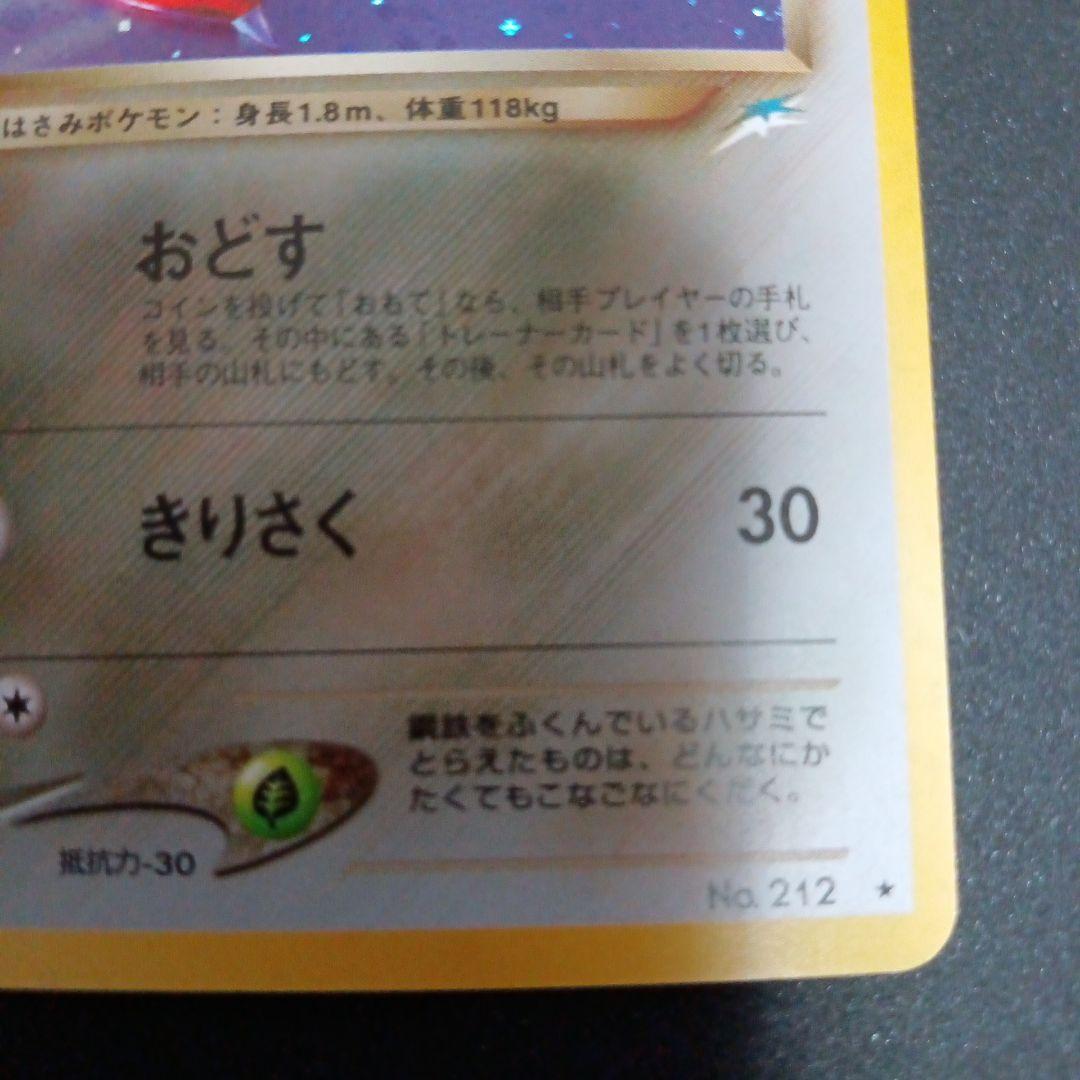 はさみポケモン：身長1.8m、体重118kg
おどす
コインを投げて「おもて」なら、相手プレイヤーの手札
を見る。その中にある「トレーナーカード」を1枚選び、
相手の山札にもどす。その後、その山札をよく切る。
きりさく 30
鋼鉄をふくんでいるハサミで
とらえたものは、どんなにか
たくてもこなごなにくだく。
抵抗力-30
No. 212 ★